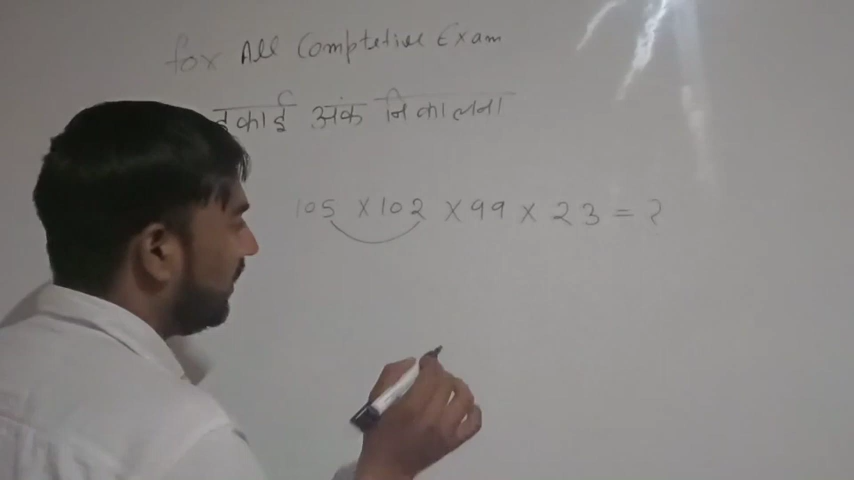 for All Comptetive Exam
इकाई अंक निकालना
105 × 102 × 99 × 23 = ?